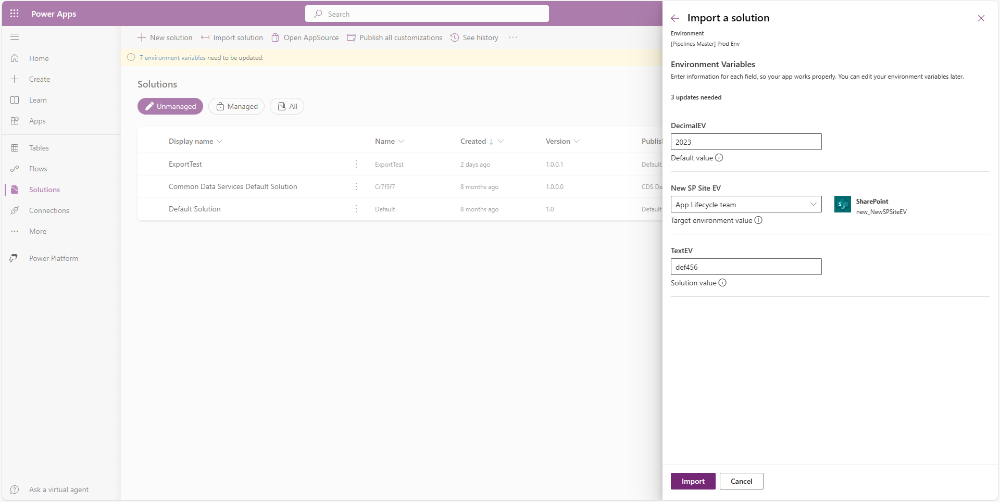 Power Apps
Search
Home
Create
Learn
Apps
Tables
Flows
Solutions
Connections
More
Power Platform
Ask a virtual agent
New solution
Import solution
Open AppSource
Publish all customizations
See history
7 environment variables need to be updated.
Solutions
Unmanaged
Managed
All
Display name Name Created Version Publis
ExportTest ExportTest 2 days ago 1.0.0.1 Default
Common Data Services Default Solution Cr7f5f7 8 months ago 1.0.0.0 CDS De
Default Solution Default 8 months ago 1.0 Default
Import a solution
Environment
[Pipelines Master] Prod Env
Environment Variables
Enter information for each field, so your app works properly. You can edit your environment variables later.
3 updates needed
DecimalEV
2023
Default value
New SP Site EV
App Lifecycle team
S
SharePoint
new_NewSPSiteEV
Target environment value
TextEV
def456
Solution value
Import
Cancel